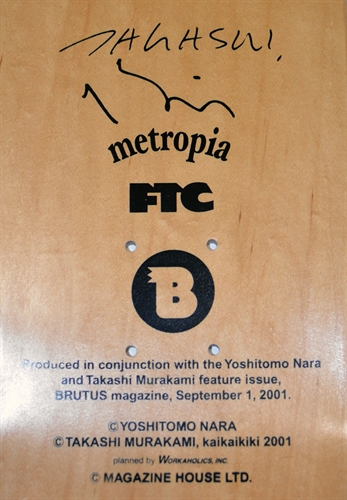 TAKASHI.
metropia
FTC
B
Produced in conjunction with the Yoshitomo Nara
and Takashi Murakami feature issue,
BRUTUS magazine, September 1, 2001.
©YOSHITOMO NARA
©TAKASHI MURAKAMI, kaikaikiki 2001
planned by WORKAHOLICS, INC.
© MAGAZINE HOUSE LTD.